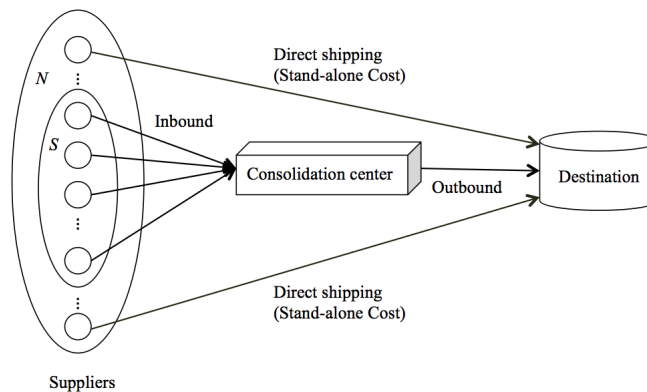 Direct shipping
(Stand-alone Cost)
N
Inbound
S
Consolidation center
Outbound
Destination
Direct shipping
(Stand-alone Cost)
Suppliers